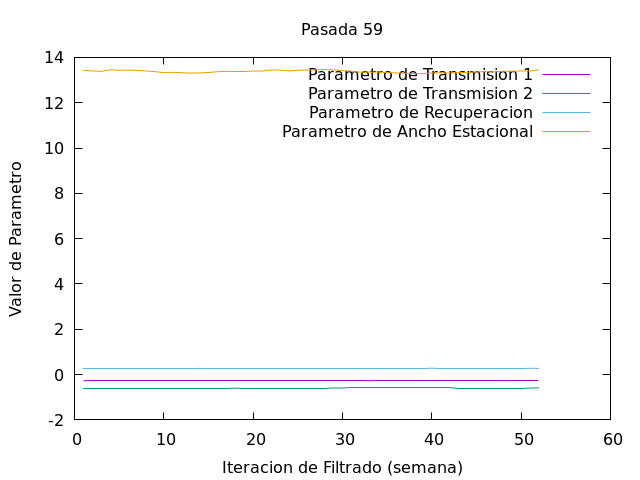 Pasada 59
14
12
10
8
6
4
2
0
-2
Valor de Parametro
Parametro de Transmision 1
Parametro de Transmision 2
Parametro de Recuperacion
Parametro de Ancho Estacional
0 10 20 30 40 50 60
Iteracion de Filtrado (semana)